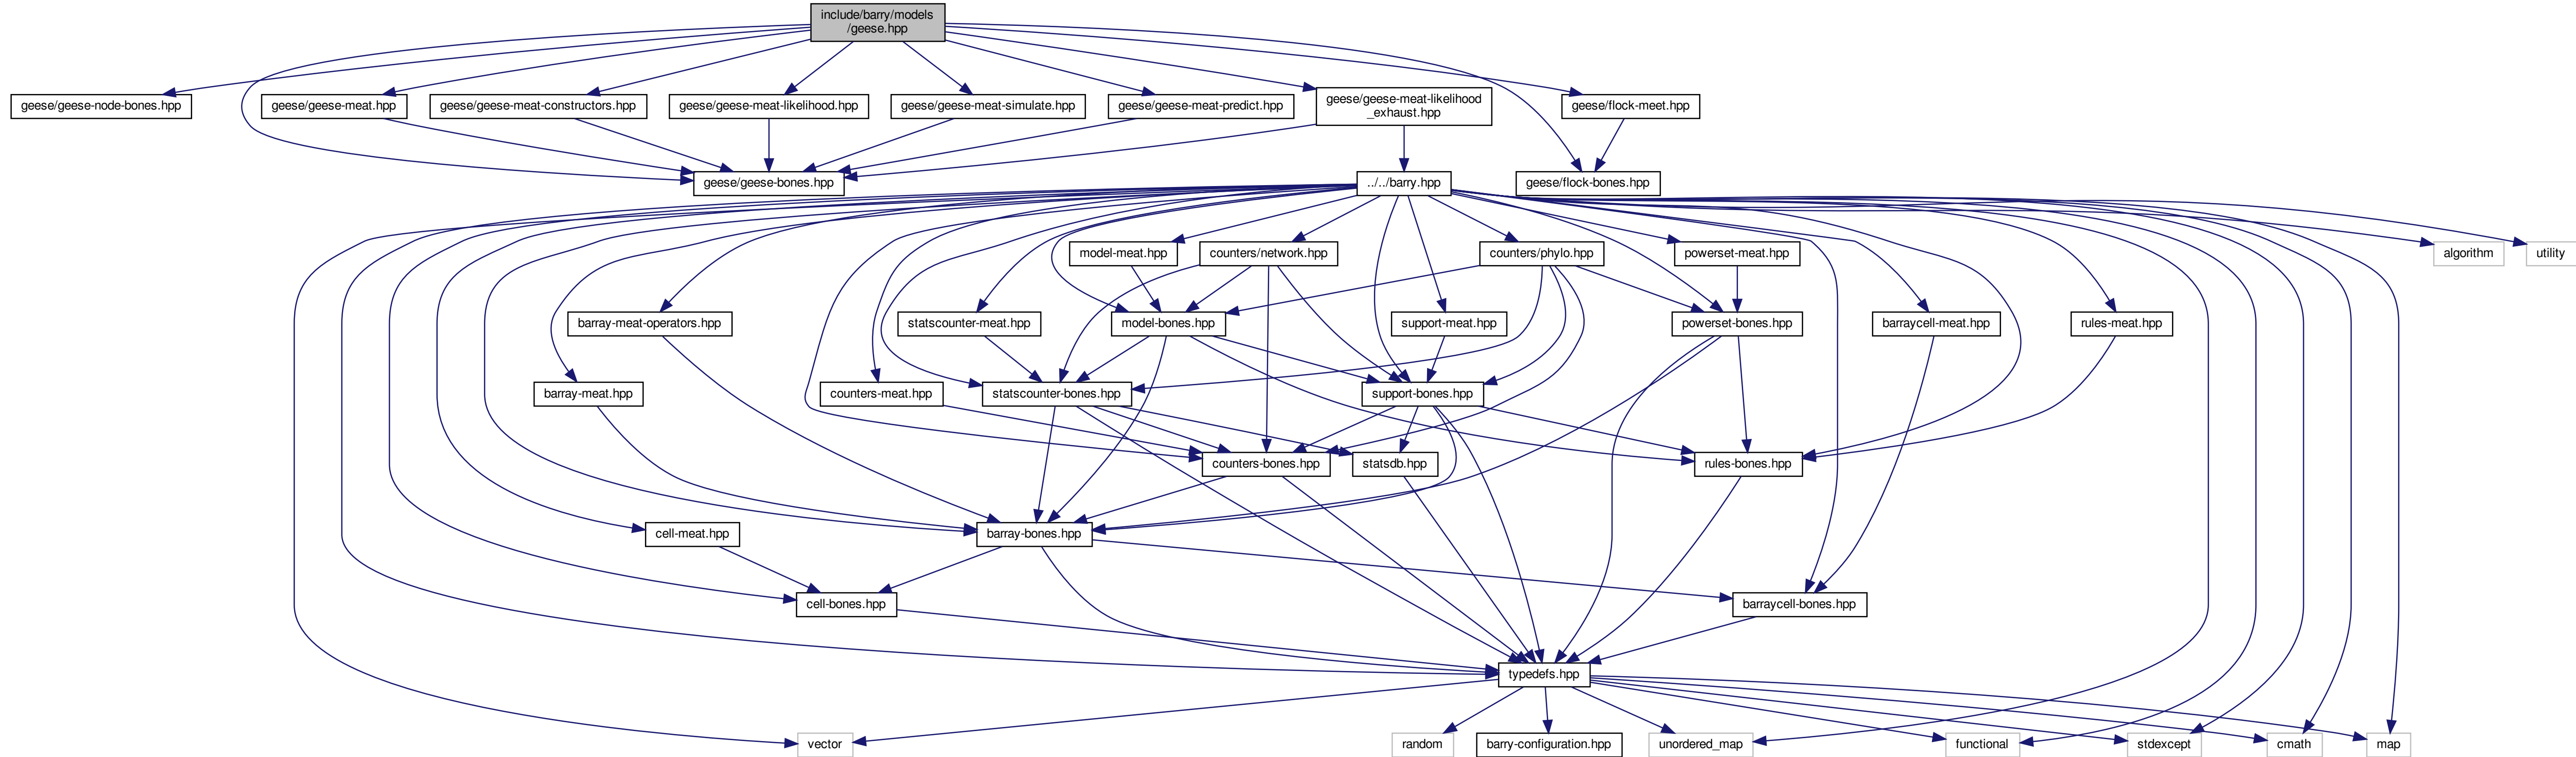 include/barry/models
/geese.hpp
geese/geese-node-bones.hpp
geese/geese-meat.hpp
geese/geese-meat-constructors.hpp
geese/geese-meat-likelihood.hpp
geese/geese-meat-simulate.hpp
geese/geese-meat-predict.hpp
geese/geese-meat-likelihood
_exhaust.hpp
geese/flock-meet.hpp
geese/geese-bones.hpp
../../barry.hpp
geese/flock-bones.hpp
model-meat.hpp
counters/network.hpp
counters/phylo.hpp
powerset-meat.hpp
algorithm
utility
barray-meat-operators.hpp
statscounter-meat.hpp
model-bones.hpp
support-meat.hpp
powerset-bones.hpp
barraycell-meat.hpp
rules-meat.hpp
barray-meat.hpp
counters-meat.hpp
statscounter-bones.hpp
support-bones.hpp
counters-bones.hpp
statsdb.hpp
rules-bones.hpp
cell-meat.hpp
barray-bones.hpp
cell-bones.hpp
barraycell-bones.hpp
typedefs.hpp
vector
random
barry-configuration.hpp
unordered_map
functional
stdexcept
cmath
map